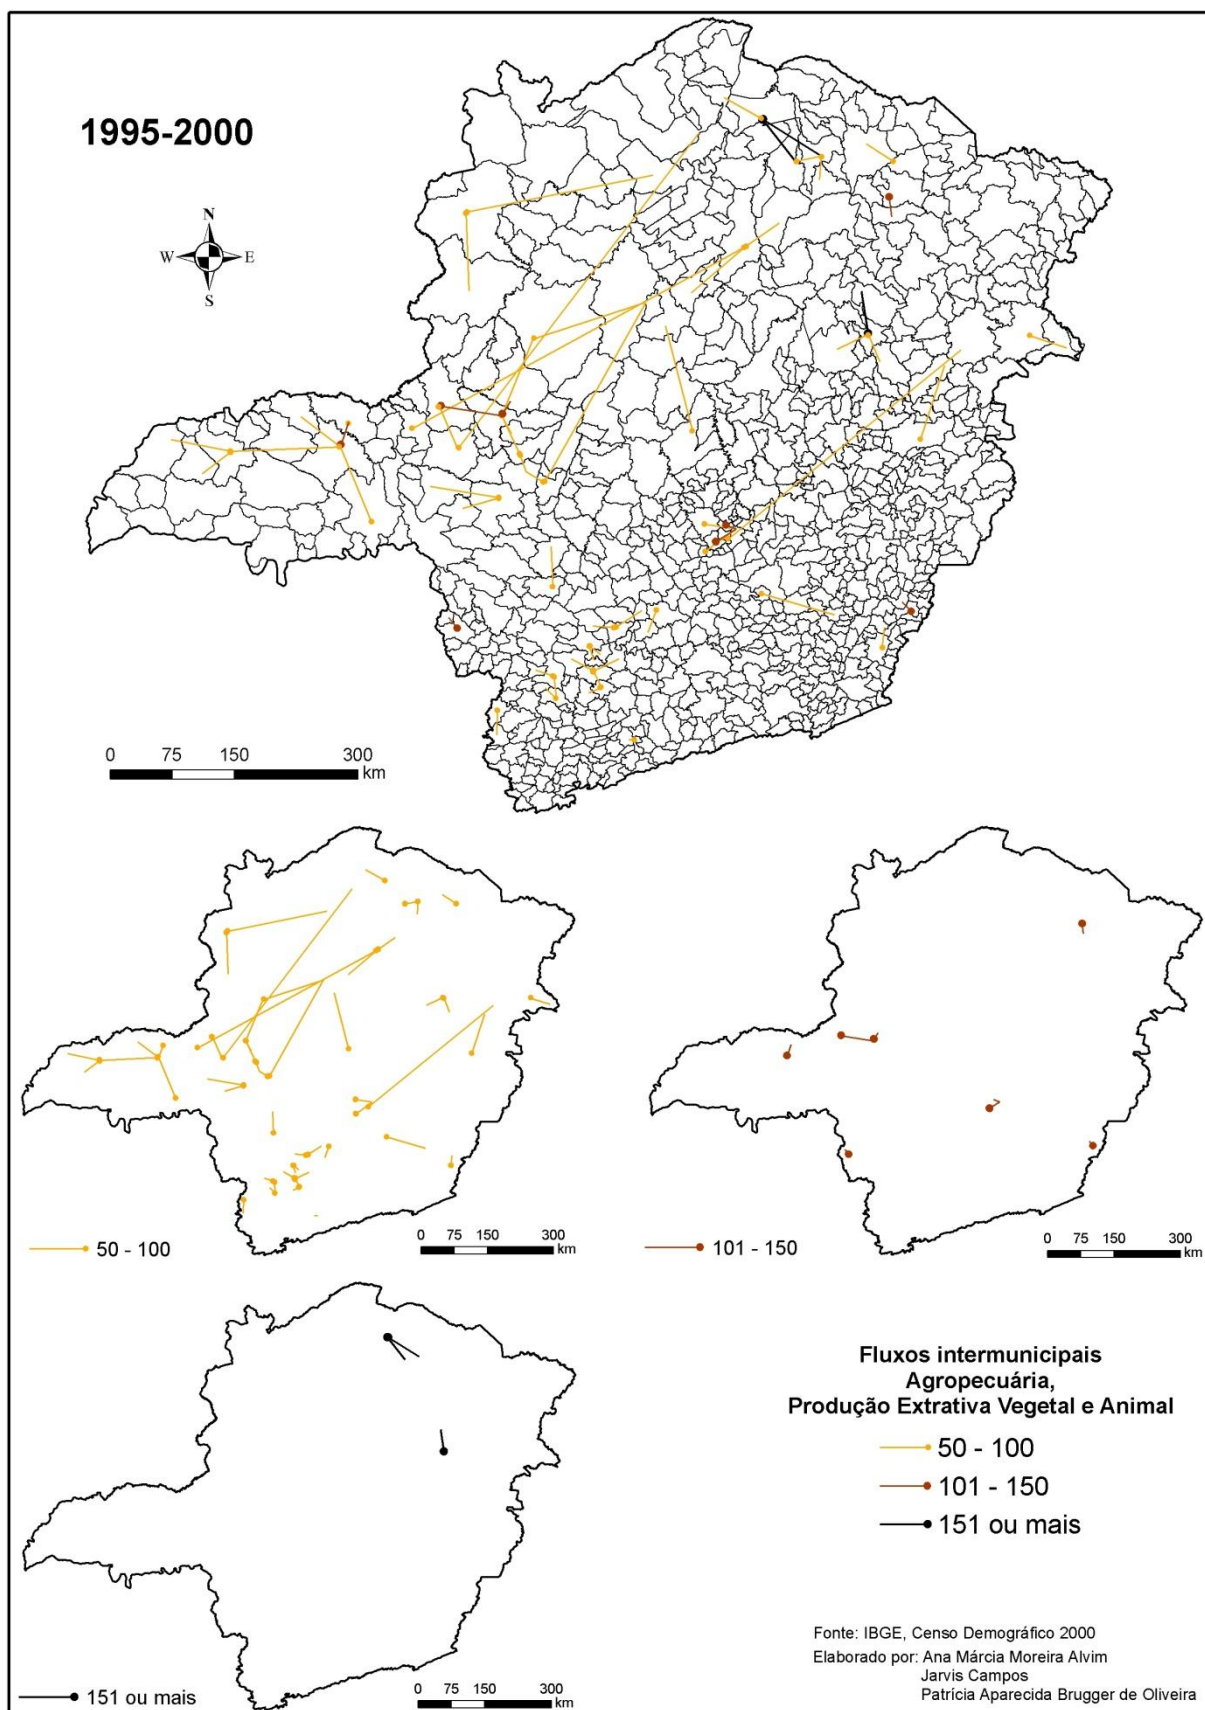 1995-2000
N
W E
S
0 75 150 300
km
50 - 100
0 75 150 300
km
101 - 150
0 75 150 300
km
Fluxos intermunicipais
Agropecuária,
Produção Extrativa Vegetal e Animal
50 - 100
101 - 150
151 ou mais
151 ou mais
0 75 150 300
km
Fonte: IBGE, Censo Demográfico 2000
Elaborado por: Ana Márcia Moreira Alvim
Jarvis Campos
Patrícia Aparecida Brugger de Oliveira